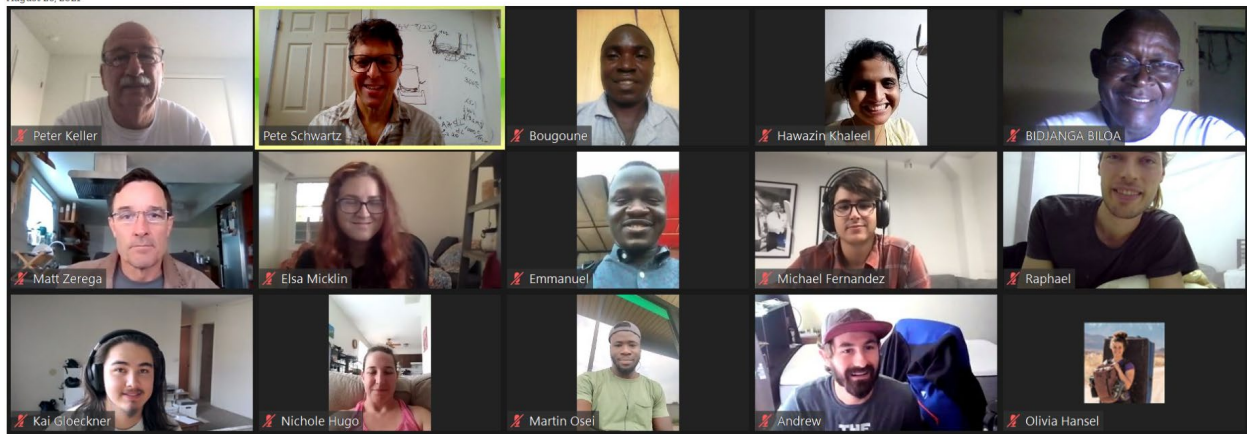 Peter Keller
Pete Schwartz
Bougoune
Hawazin Khaleel
BIDJANGA BILOA
Matt Zerega
Elsa Micklin
Emmanuel
Michael Fernandez
Raphael
Kai Gloeckner
Nichole Hugo
Martin Osei
Andrew
Olivia Hansel
THE